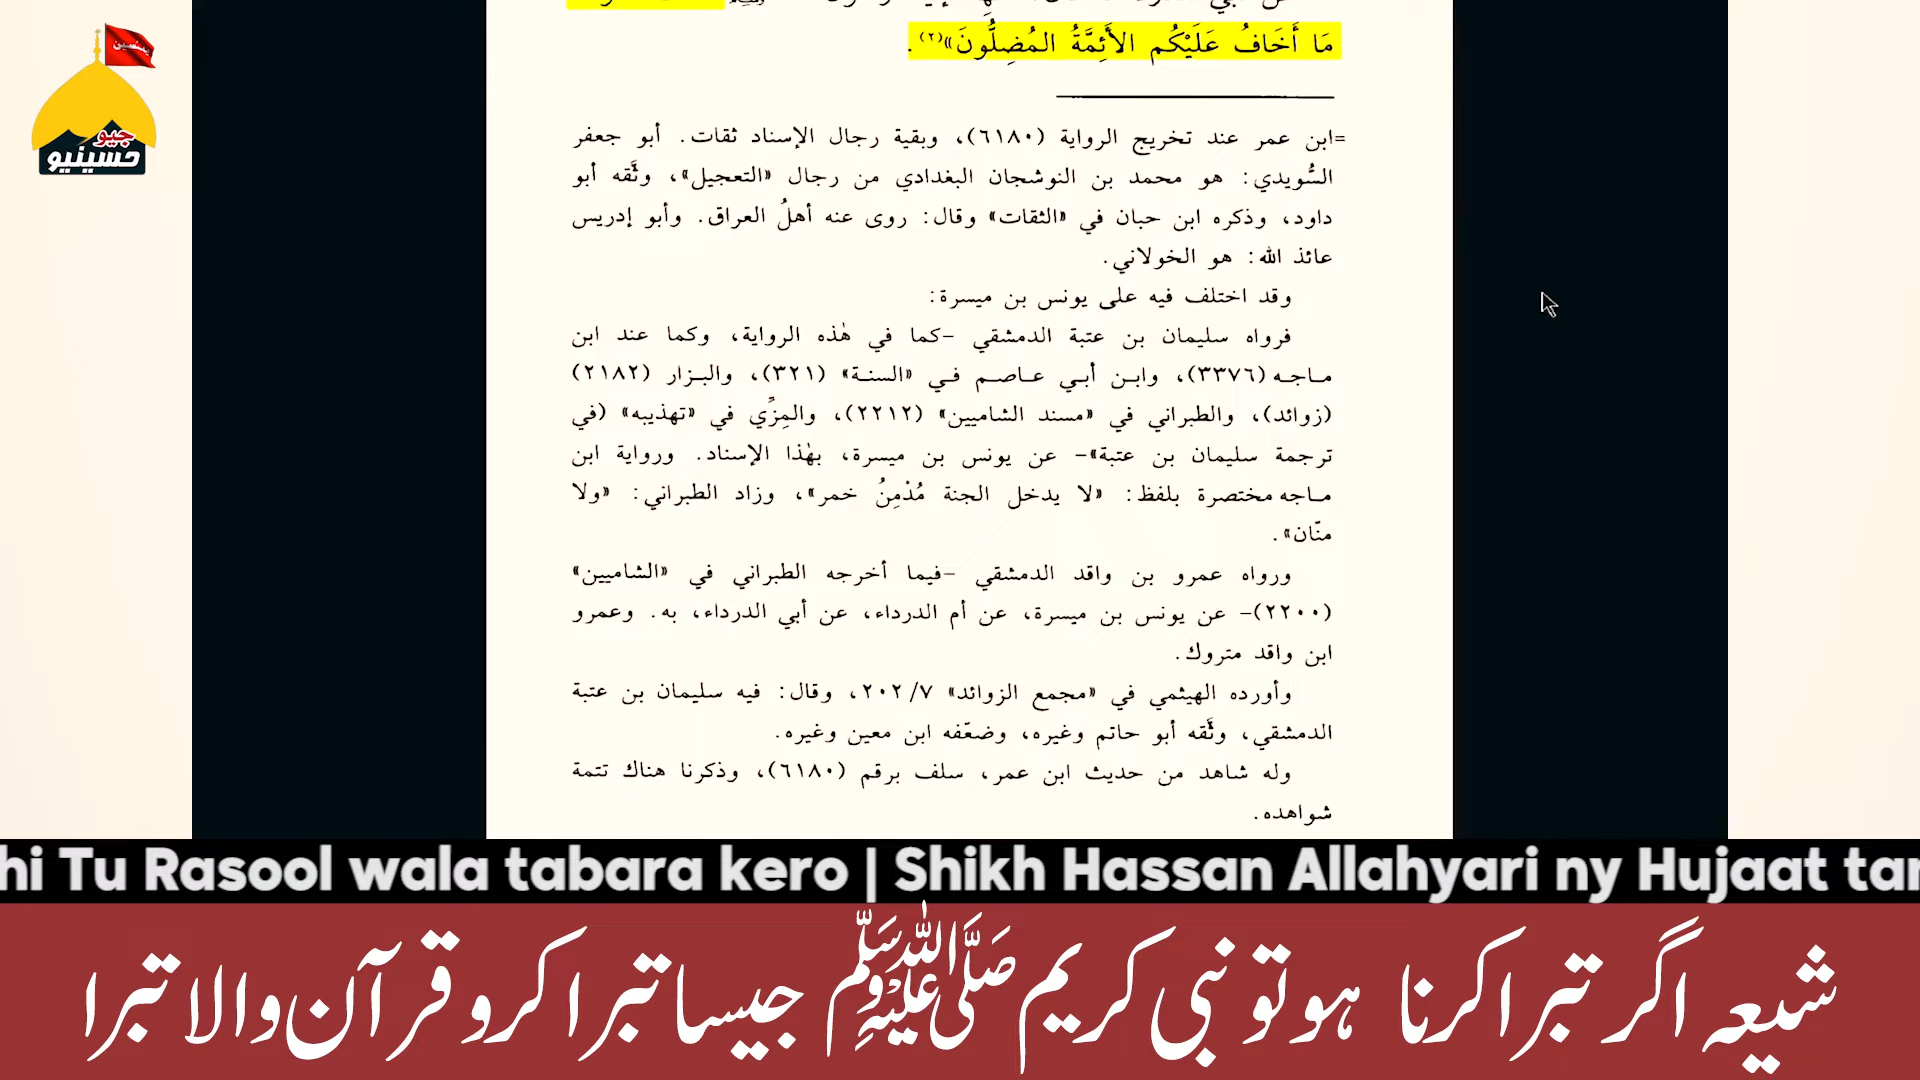 مَا أَخَافُ عَلَيْكُم الأَئِمَّةُ المُضِلُّونَ»(٢).
=ابن عمر عند تخريج الرواية (٦١٨٠)، وبقية رجال الإسناد ثقات. أبو جعفر
السُّويدي: هو محمد بن النوشجان البغدادي من رجال «التعجيل»، وثَّقه أبو
داود، وذكره ابن حبان في «الثقات» وقال: روى عنه أهلُ العراق. وأبو إدريس
عائذ الله: هو الخولاني.
وقد اختلف فيه على يونس بن ميسرة:
فرواه سليمان بن عتبة الدمشقي -كما في هٰذه الرواية، وكما عند ابن
ماجه (٣٣٧٦)، وابن أبي عاصم في «السنة» (٣٢١)، والبزار (٢١٨٢)
(زوائد)، والطبراني في «مسند الشاميين» (٢٢١٢)، والمِزِّي في «تهذيبه» (في
ترجمة سليمان بن عتبة»- عن يونس بن ميسرة، بهٰذا الإسناد. ورواية ابن
ماجه مختصرة بلفظ: «لا يدخل الجنة مُدْمِنُ خمر»، وزاد الطبراني: «ولا
منّان».
ورواه عمرو بن واقد الدمشقي -فيما أخرجه الطبراني في «الشاميين»
(٢٢٠٠)- عن يونس بن ميسرة، عن أم الدرداء، عن أبي الدرداء، به. وعمرو
ابن واقد متروك.
وأورده الهيثمي في «مجمع الزوائد» ٢٠٢/٧، وقال: فيه سليمان بن عتبة
الدمشقي، وثَّقه أبو حاتم وغيره، وضعّفه ابن معين وغيره.
وله شاهد من حديث ابن عمر، سلف برقم (٦١٨٠)، وذكرنا هناك تتمة
شواهده.
جیو
حسینیو
hi Tu Rasool wala tabara kero | Shikh Hassan Allahyari ny Hujaat tar
شیعہ اگر تبرا کرنا ہو تو نبی کریم صَلَّى اللهُ عَلَيْهِ وَسَلَّم جیسا تبرا کرو قرآن والا تبرا